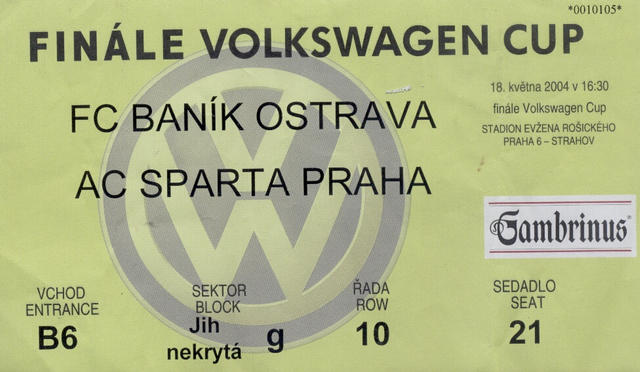 *0010105*
FINÁLE VOLKSWAGEN CUP
18. května 2004 v 16:30
finále Volkswagen Cup
STADION EVŽENA ROŠICKÉHO
PRAHA 6 – STRAHOV
FC BANÍK OSTRAVA
AC SPARTA PRAHA
VW
Gambrinus®
VCHOD
ENTRANCE
B6
SEKTOR
BLOCK
Jih
nekrytá
g
ŘADA
ROW
10
SEDADLO
SEAT
21